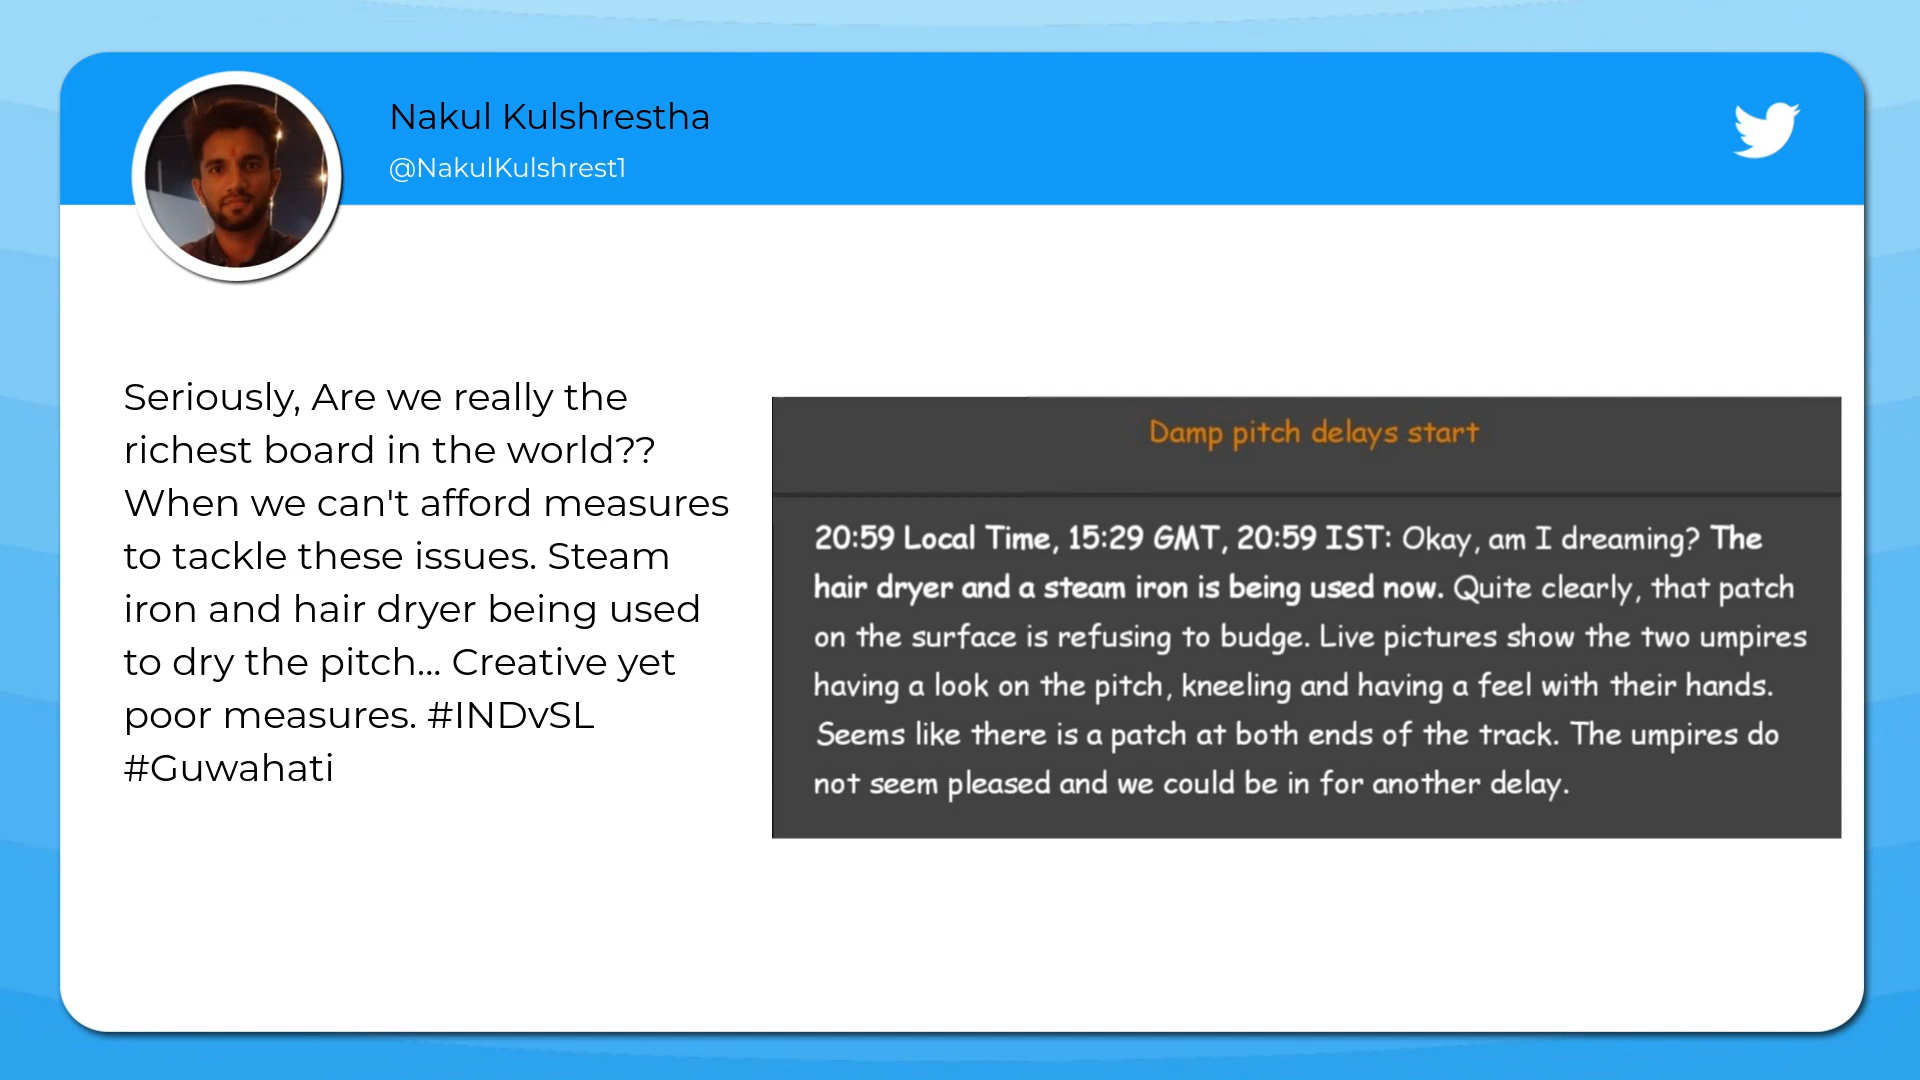 Nakul Kulshrestha
@NakulKulshrest1
Seriously, Are we really the
richest board in the world??
When we can't afford measures
to tackle these issues. Steam
iron and hair dryer being used
to dry the pitch... Creative yet
poor measures. #INDvSL
#Guwahati
Damp pitch delays start
20:59 Local Time, 15:29 GMT, 20:59 IST: Okay, am I dreaming? The
hair dryer and a steam iron is being used now. Quite clearly, that patch
on the surface is refusing to budge. Live pictures show the two umpires
having a look on the pitch, kneeling and having a feel with their hands.
Seems like there is a patch at both ends of the track. The umpires do
not seem pleased and we could be in for another delay.